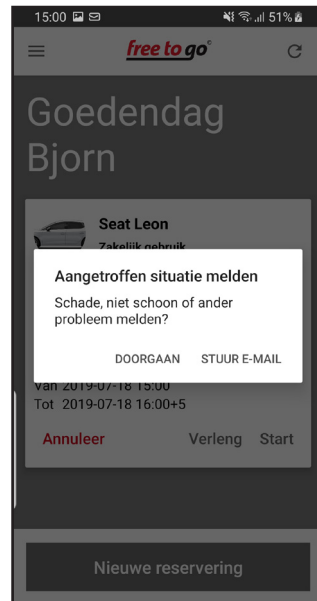 15:00 51%
free to go
Goedendag
Bjorn
Seat Leon
Zakelijk gebruik
Aangetroffen situatie melden
Schade, niet schoon of ander
probleem melden?
DOORGAAN STUUR E-MAIL
Van 2019-07-18 15:00
Tot 2019-07-18 16:00+5
Annuleer Verleng Start
Nieuwe reservering